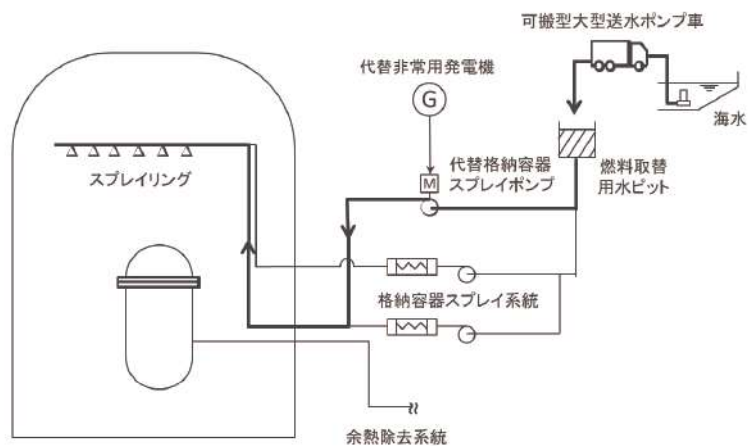 可搬型大型送水ポンプ車
代替非常用発電機
G
海水
M
代替格納容器
スプレイポンプ
燃料取替
用水ピット
スプレイリング
格納容器スプレイ系統
余熱除去系統